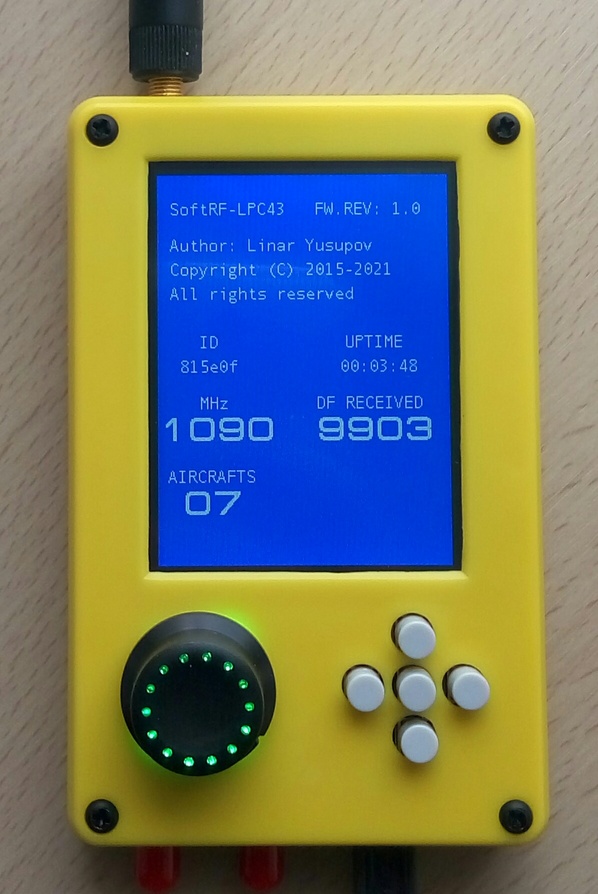 SoftRF-LPC43 FW.REV: 1.0
Author: Linar Yusupov
Copyright (C) 2015-2021
All rights reserved
ID UPTIME
815e0f 00:03:48
MHz DF RECEIVED
1090 9903
AIRCRAFTS
07